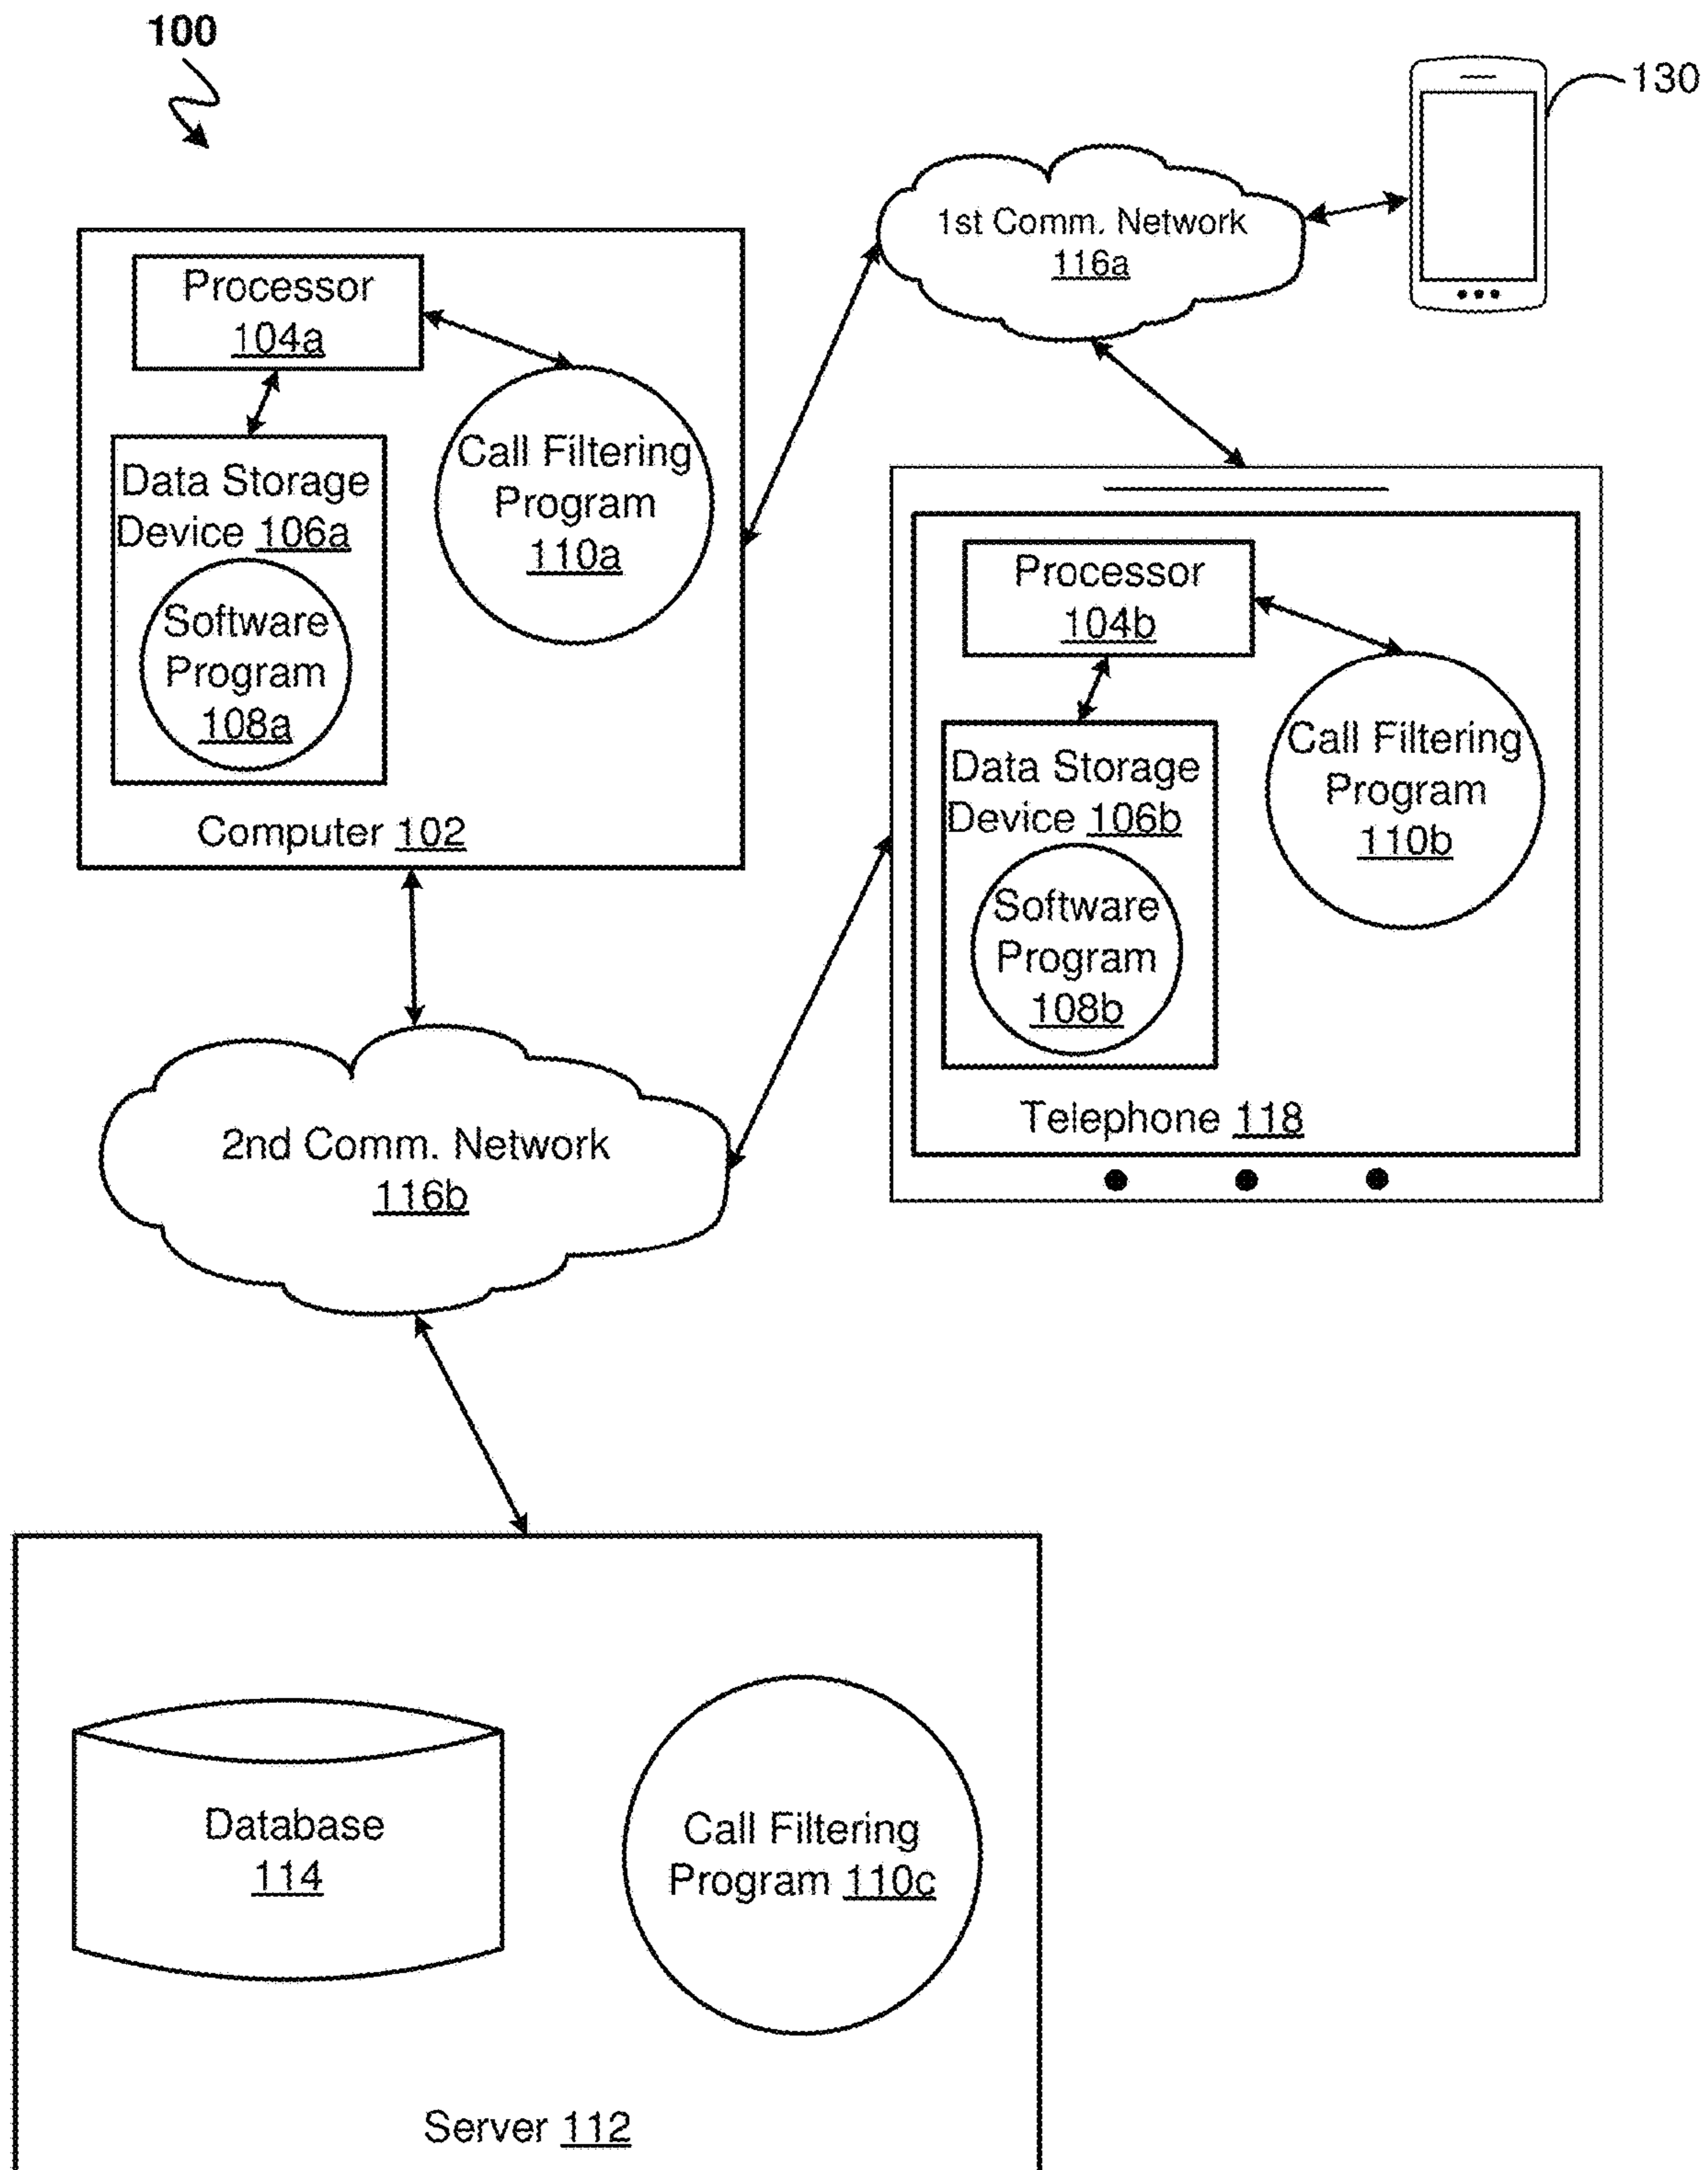 100
130
1st Comm. Network
116a
Processor
104a
Call Filtering
Program
110a
Data Storage
Device 106a
Software
Program
108a
Computer 102
Processor
104b
Call Filtering
Program
110b
Data Storage
Device 106b
Software
Program
108b
Telephone 118
2nd Comm. Network
116b
Database
114
Call Filtering
Program 110c
Server 112